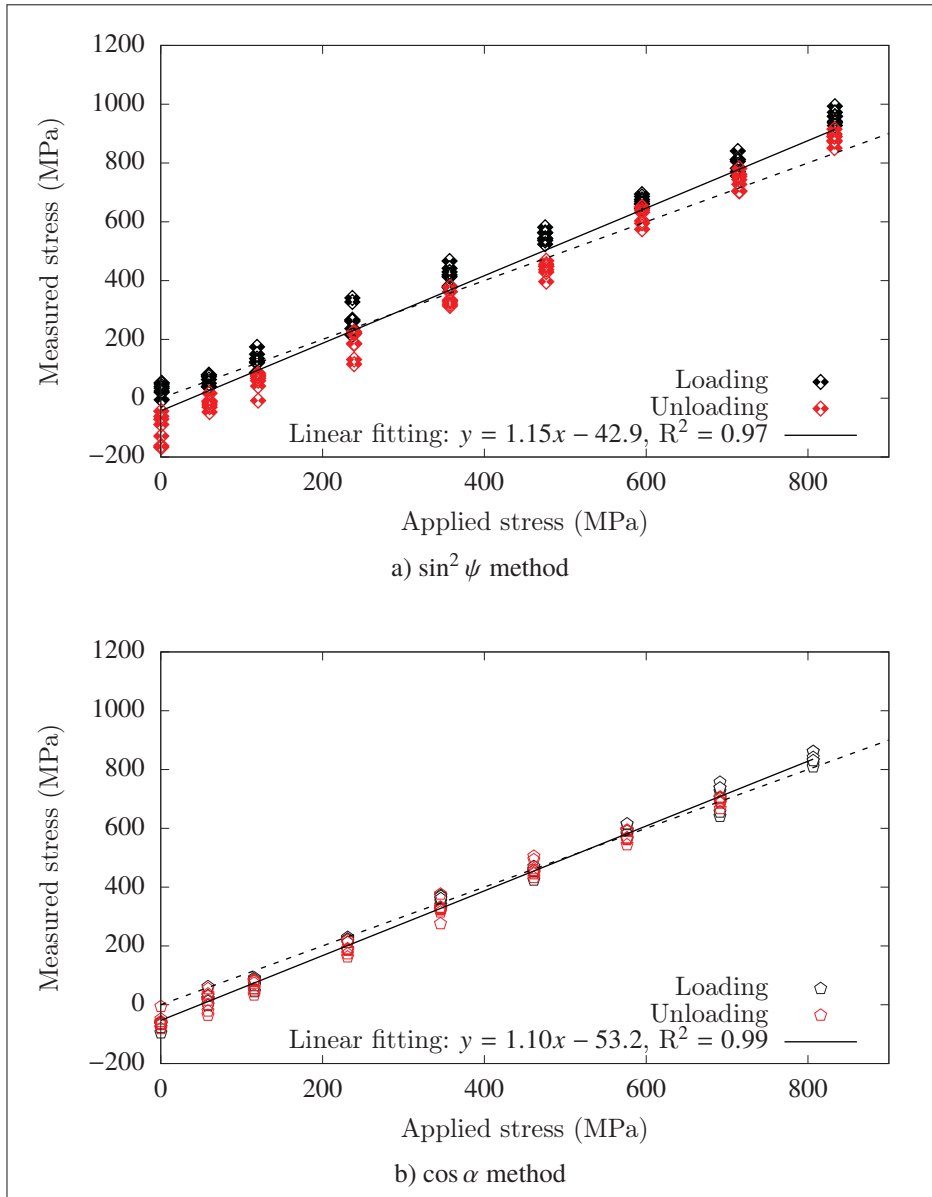 1200
1000
800
600
400
200
0
−200
Measured stress (MPa)
Loading
Unloading
Linear fitting: y = 1.15x − 42.9, R² = 0.97
0 200 400 600 800
Applied stress (MPa)
a) sin² ψ method
1200
1000
800
600
400
200
0
−200
Measured stress (MPa)
Loading
Unloading
Linear fitting: y = 1.10x − 53.2, R² = 0.99
0 200 400 600 800
Applied stress (MPa)
b) cos α method